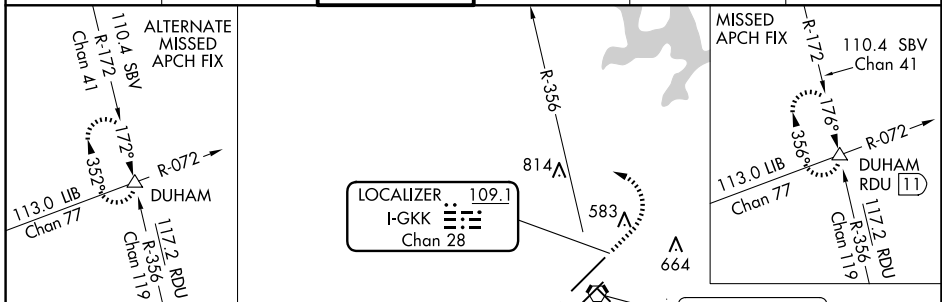 ALTERNATE
MISSED
APCH FIX
110.4 SBV
R-172
Chan 41
172°
352°
R-072
113.0 LIB
Chan 77
DUHAM
117.2 RDU
R-356
Chan 119
R-356
814
583
664
LOCALIZER 109.1
I-GKK
Chan 28
MISSED
APCH FIX
R-172
110.4 SBV
Chan 41
176°
356°
R-072
113.0 LIB
Chan 77
DUHAM
RDU 11
117.2 RDU
R-356
Chan 119